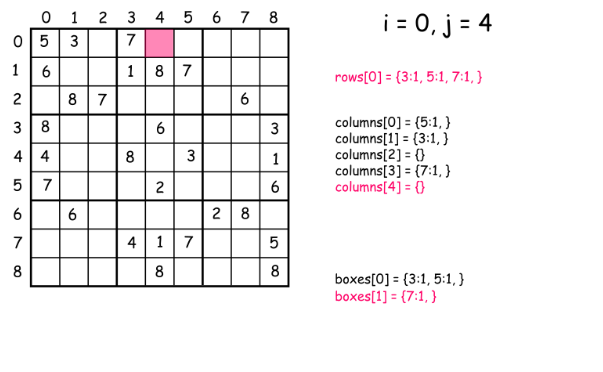 i = 0, j = 4
0 1 2 3 4 5 6 7 8
0 5 3 7
1 6 1 8 7
2 8 7 6
3 8 6 3
4 4 8 3 1
5 7 2 6
6 6 2 8
7 4 1 7 5
8 8 8
rows[0] = {3:1, 5:1, 7:1, }
columns[0] = {5:1, }
columns[1] = {3:1, }
columns[2] = {}
columns[3] = {7:1, }
columns[4] = {}
boxes[0] = {3:1, 5:1, }
boxes[1] = {7:1, }